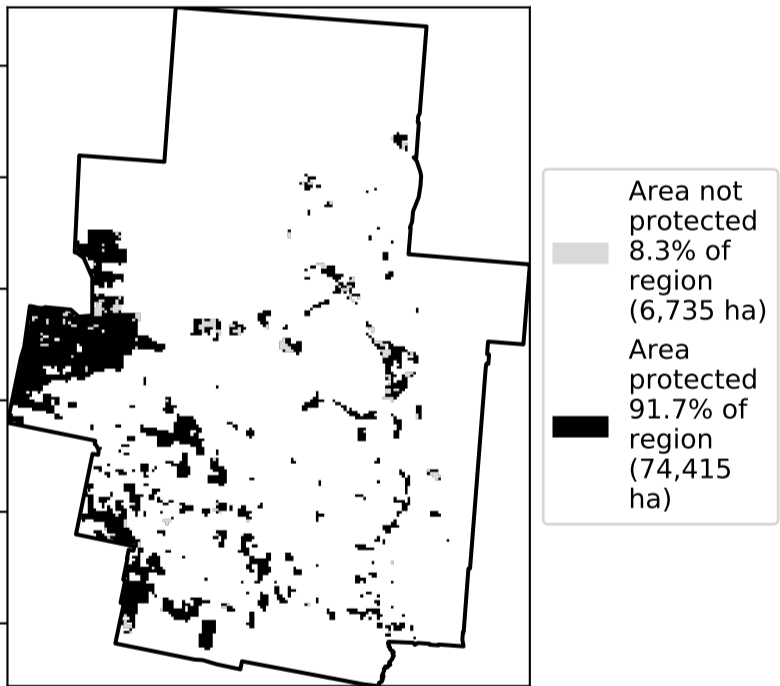 Area not
protected
8.3% of
region
(6,735 ha)
Area
protected
91.7% of
region
(74,415
ha)